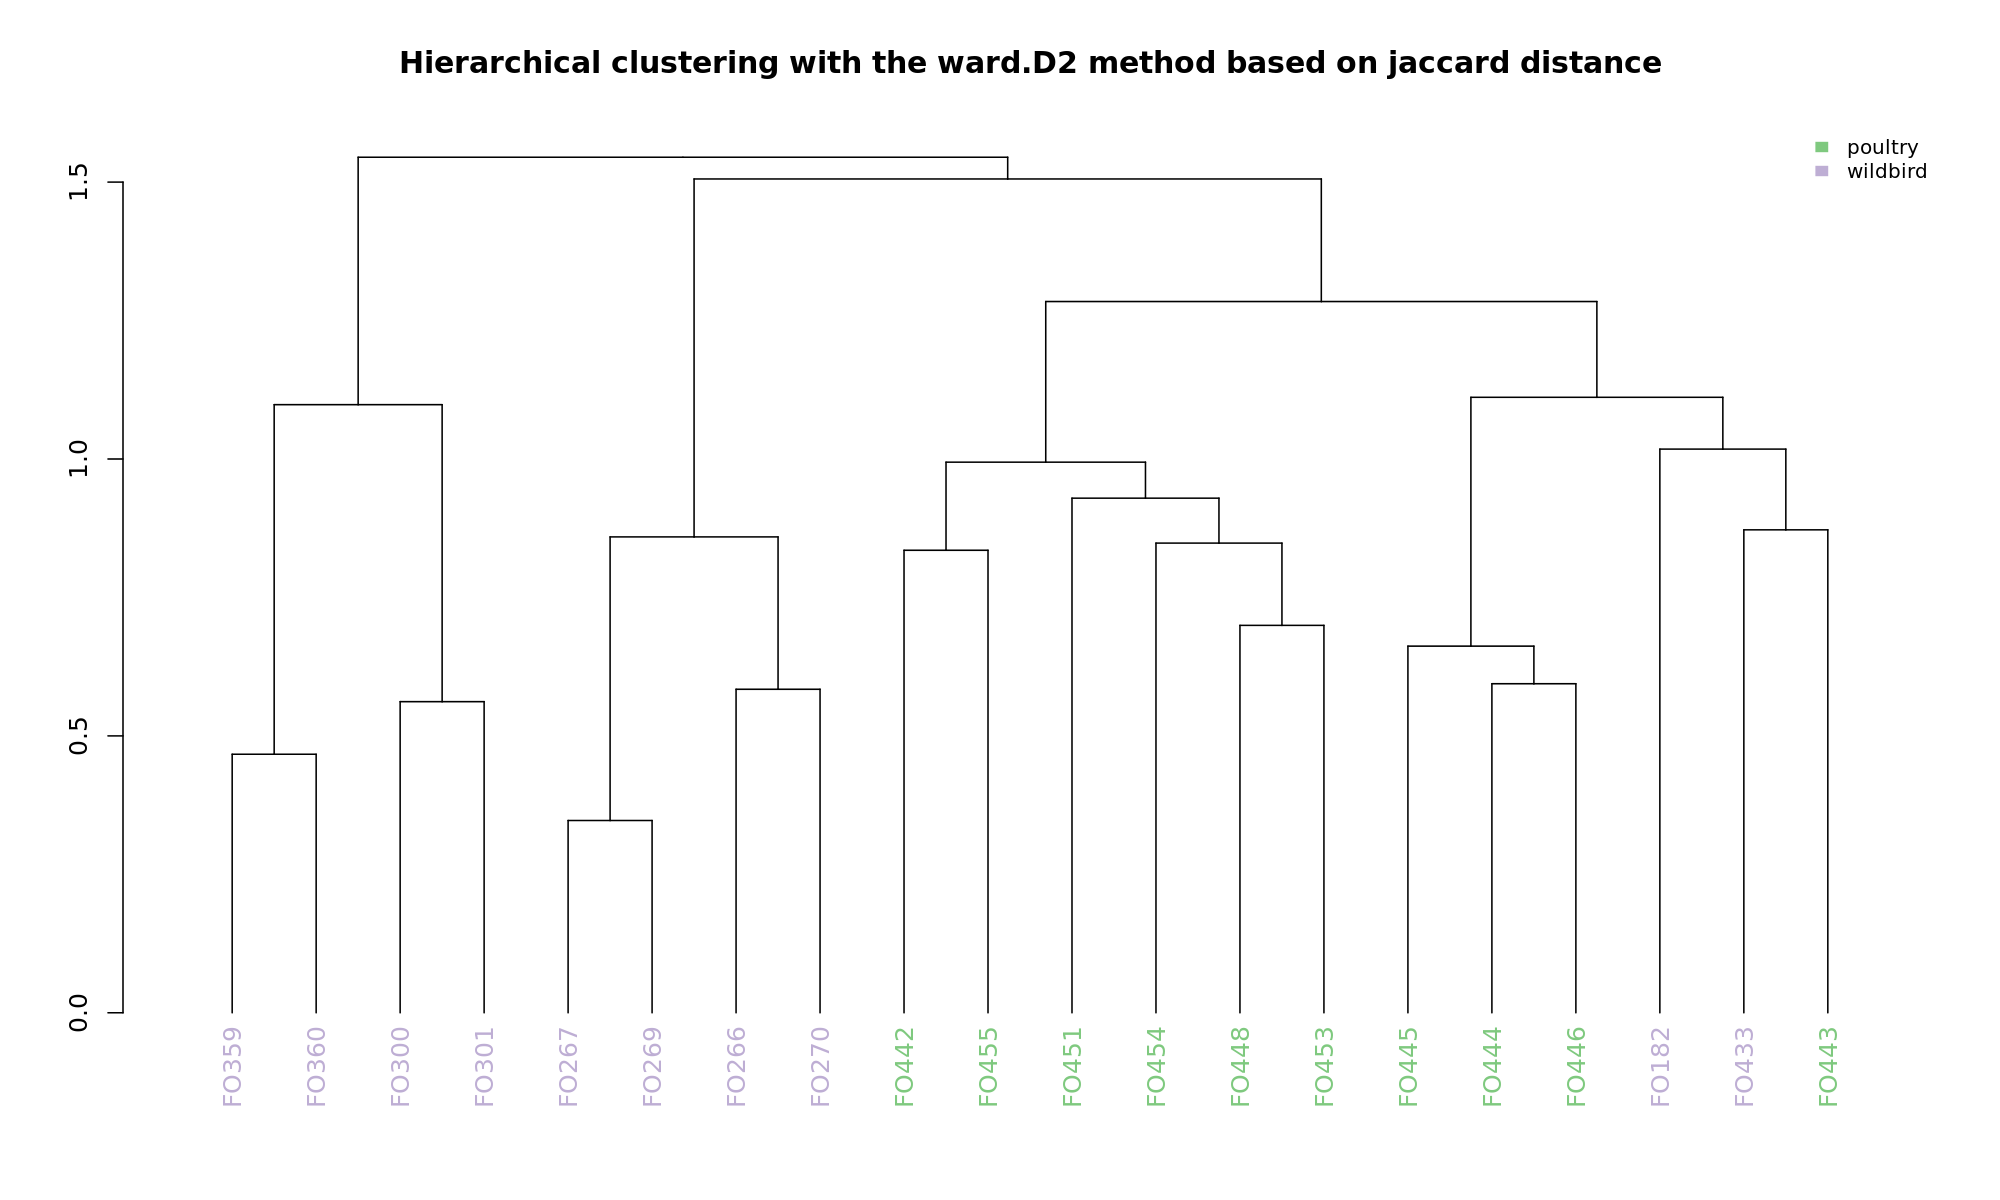 Hierarchical clustering with the ward.D2 method based on jaccard distance
poultry
wildbird
1.5
1.0
0.5
0.0
FO359
FO360
FO300
FO301
FO267
FO269
FO266
FO270
FO442
FO455
FO451
FO454
FO448
FO453
FO445
FO444
FO446
FO182
FO433
FO443